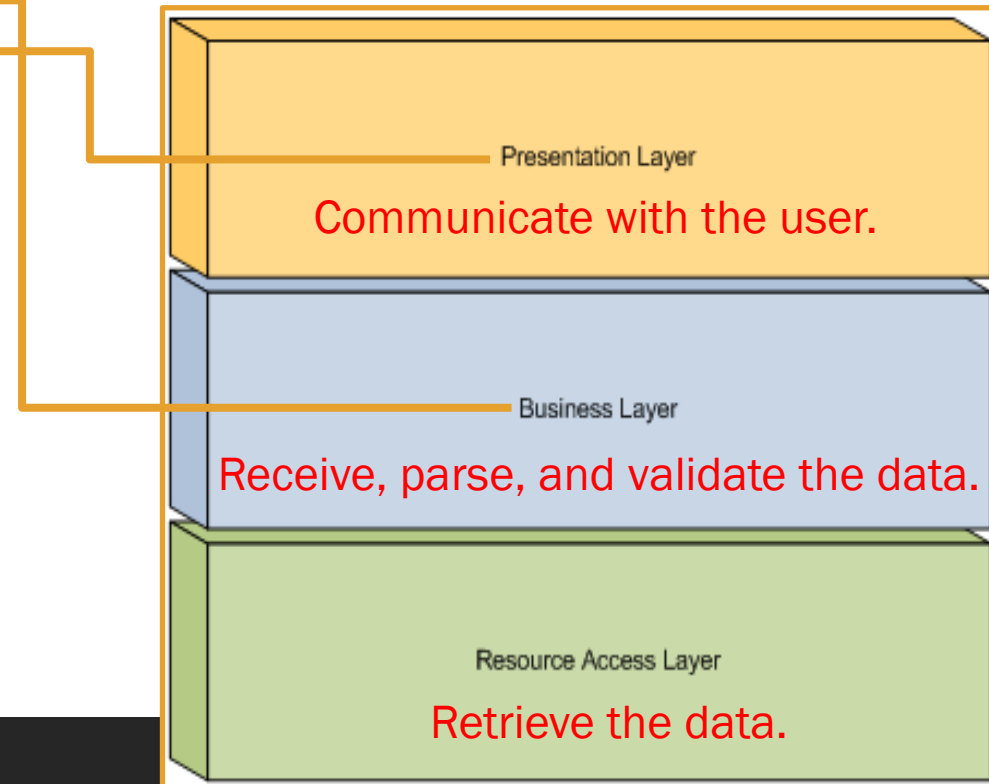 Presentation Layer
Communicate with the user.
Business Layer
Receive, parse, and validate the data.
Resource Access Layer
Retrieve the data.